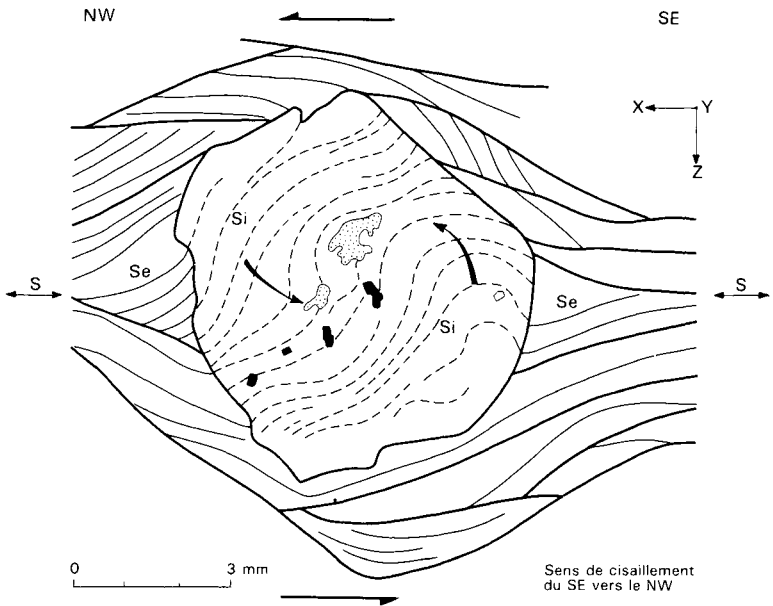 NW
SE
X
Y
Z
Si
Se
S
S
Se
Si
0
3 mm
Sens de cisaillement
du SE vers le NW